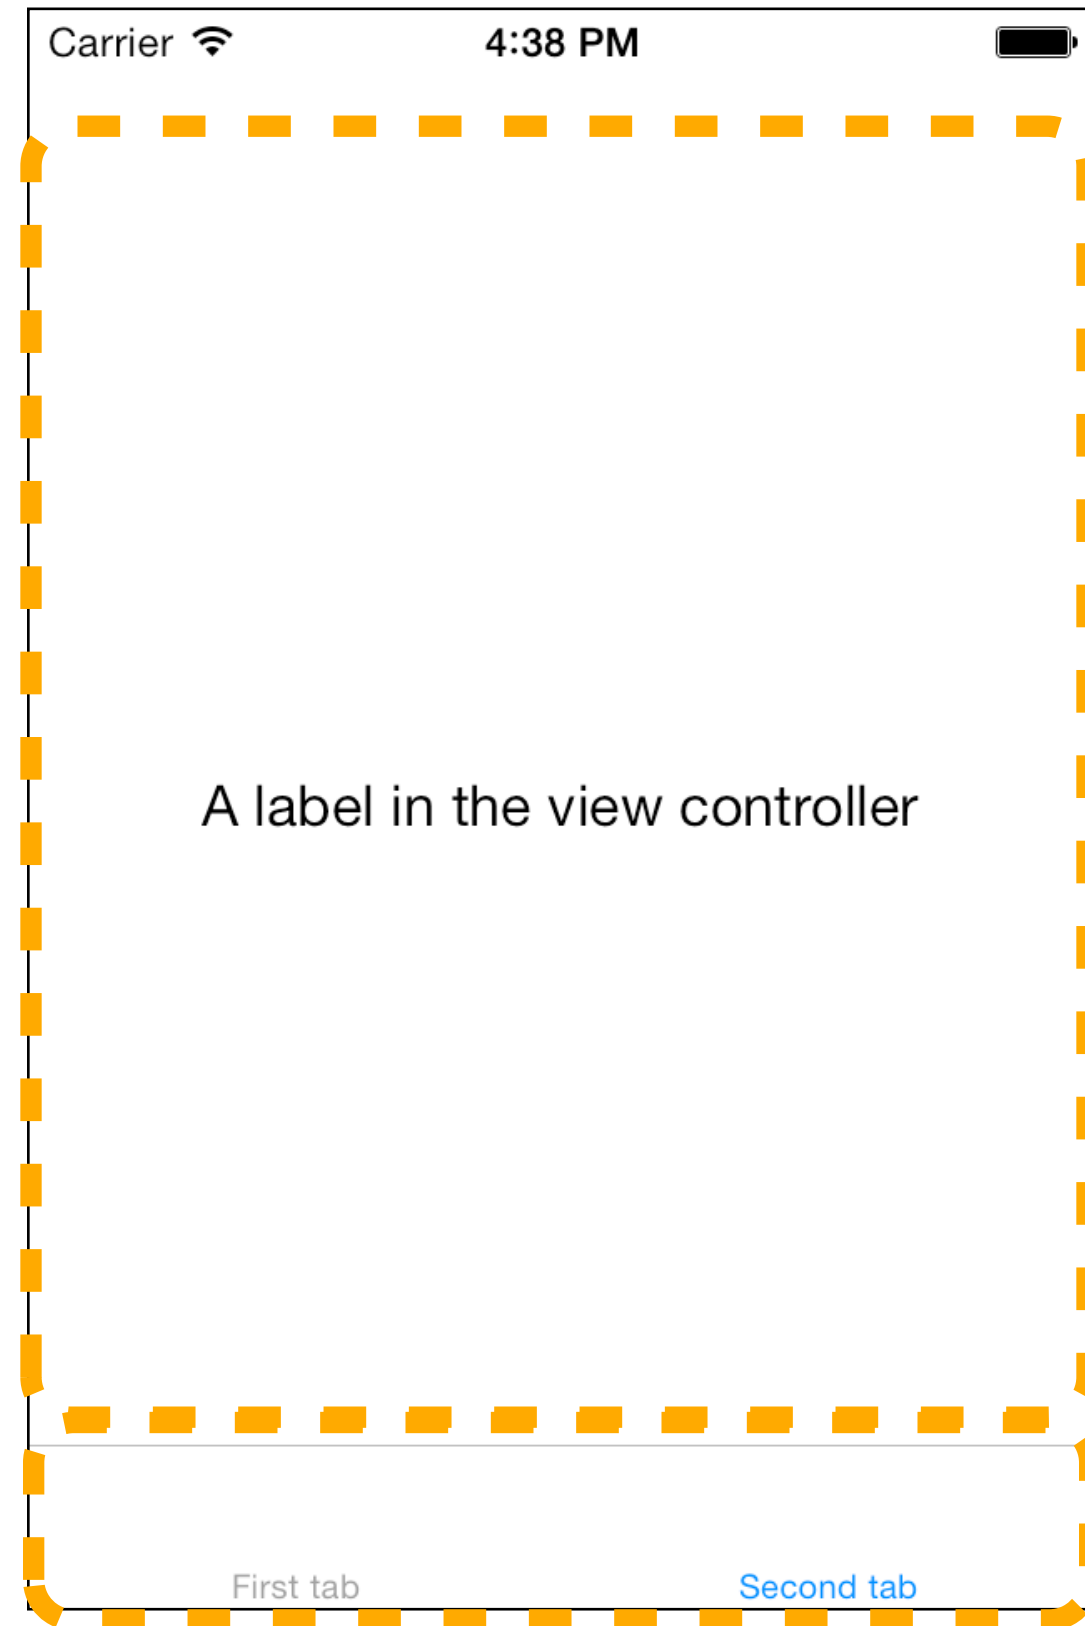 Carrier 4:38 PM
A label in the view controller
First tab Second tab